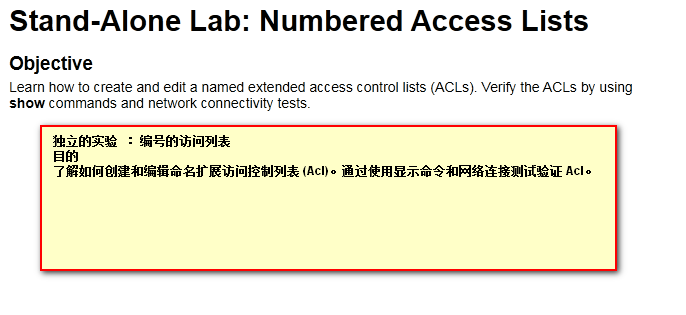 Stand-Alone Lab: Numbered Access Lists
Objective
Learn how to create and edit a named extended access control lists (ACLs). Verify the ACLs by using
show commands and network connectivity tests.
独立的实验 ：编号的访问列表
目的
了解如何创建和编辑命名扩展访问控制列表 (Acl)。通过使用显示命令和网络连接测试验证 Acl。